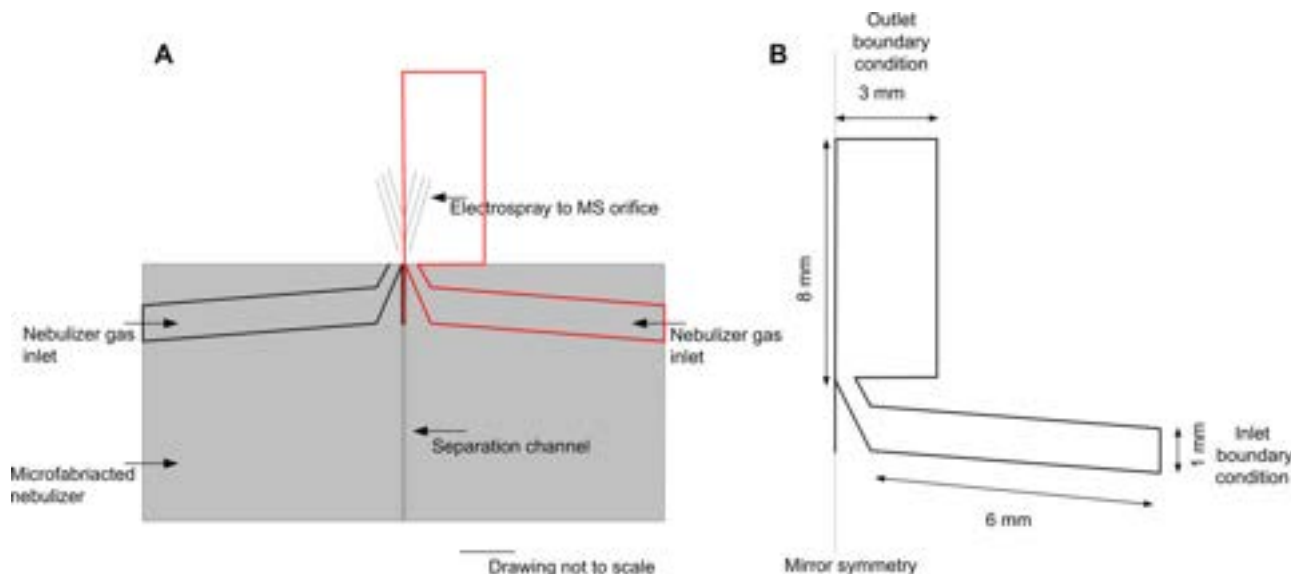 A
Electrospray to MS orifice
Nebulizer gas
inlet
Nebulizer gas
inlet
Separation channel
Microfabriacted
nebulizer
Drawing not to scale
B
Outlet
boundary
condition
3 mm
8 mm
1 mm
Inlet
boundary
condition
6 mm
Mirror symmetry